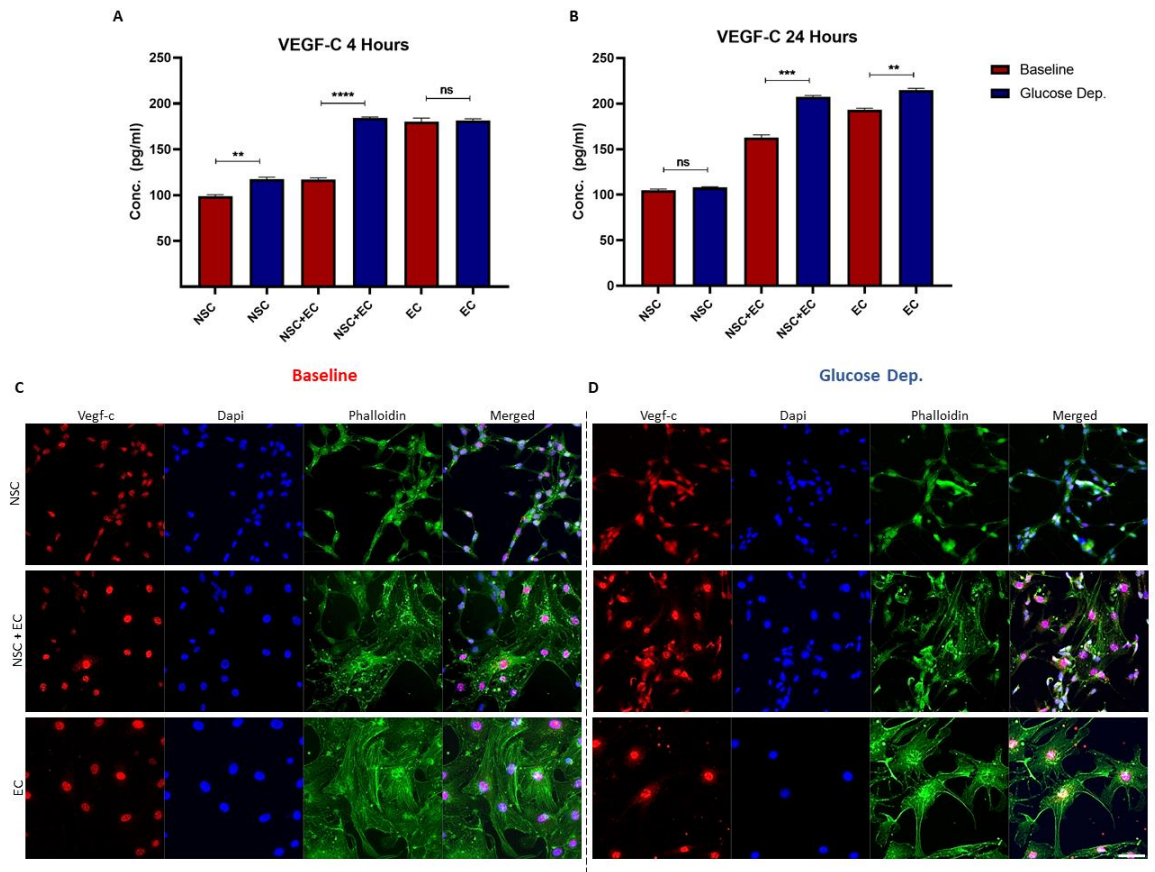 A
B
VEGF-C 4 Hours
250
200
150
100
50
Conc. (pg/ml)
**
****
ns
NSC
NSC
NSC+EC
NSC+EC
EC
EC
VEGF-C 24 Hours
250
200
150
100
50
0
Conc. (pg/ml)
ns
***
**
NSC
NSC
NSC+EC
NSC+EC
EC
EC
Baseline
Glucose Dep.
Baseline
Glucose Dep.
C
D
Vegf-c Dapi Phalloidin Merged
Vegf-c Dapi Phalloidin Merged
NSC
NSC + EC
EC